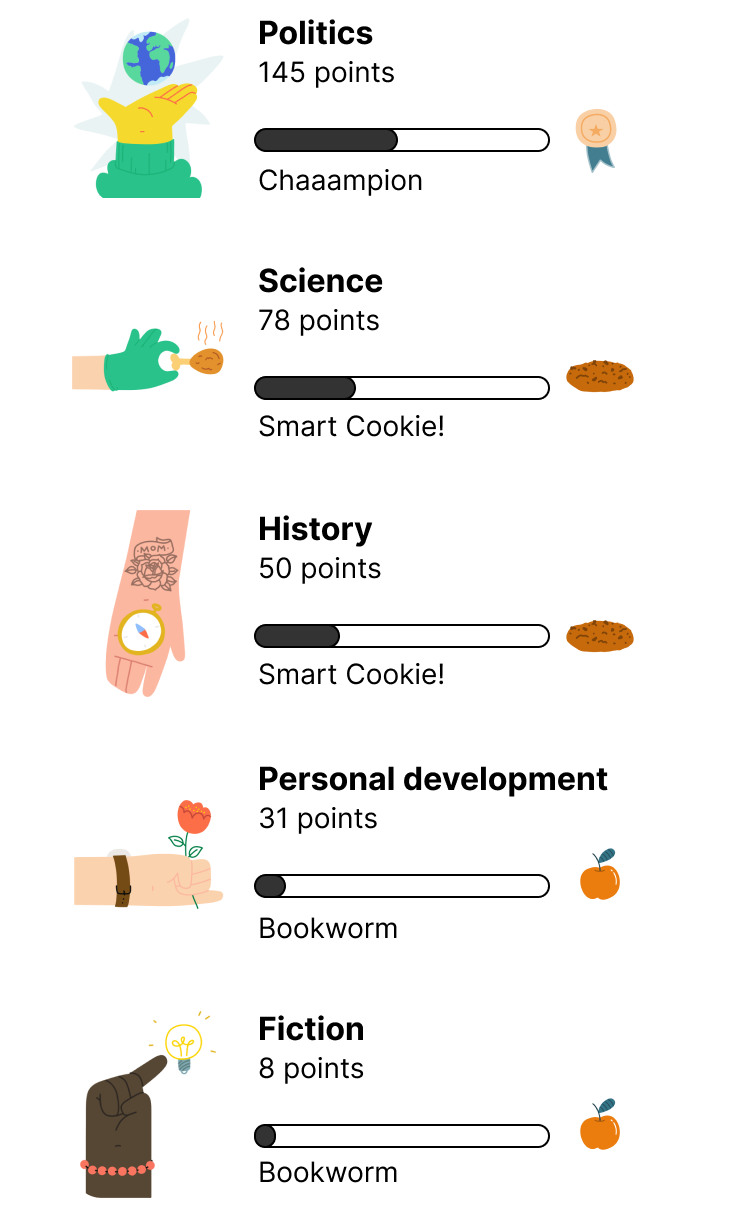 Politics
145 points
Chaaampion
Science
78 points
Smart Cookie!
MOM
History
50 points
Smart Cookie!
Personal development
31 points
Bookworm
Fiction
8 points
Bookworm